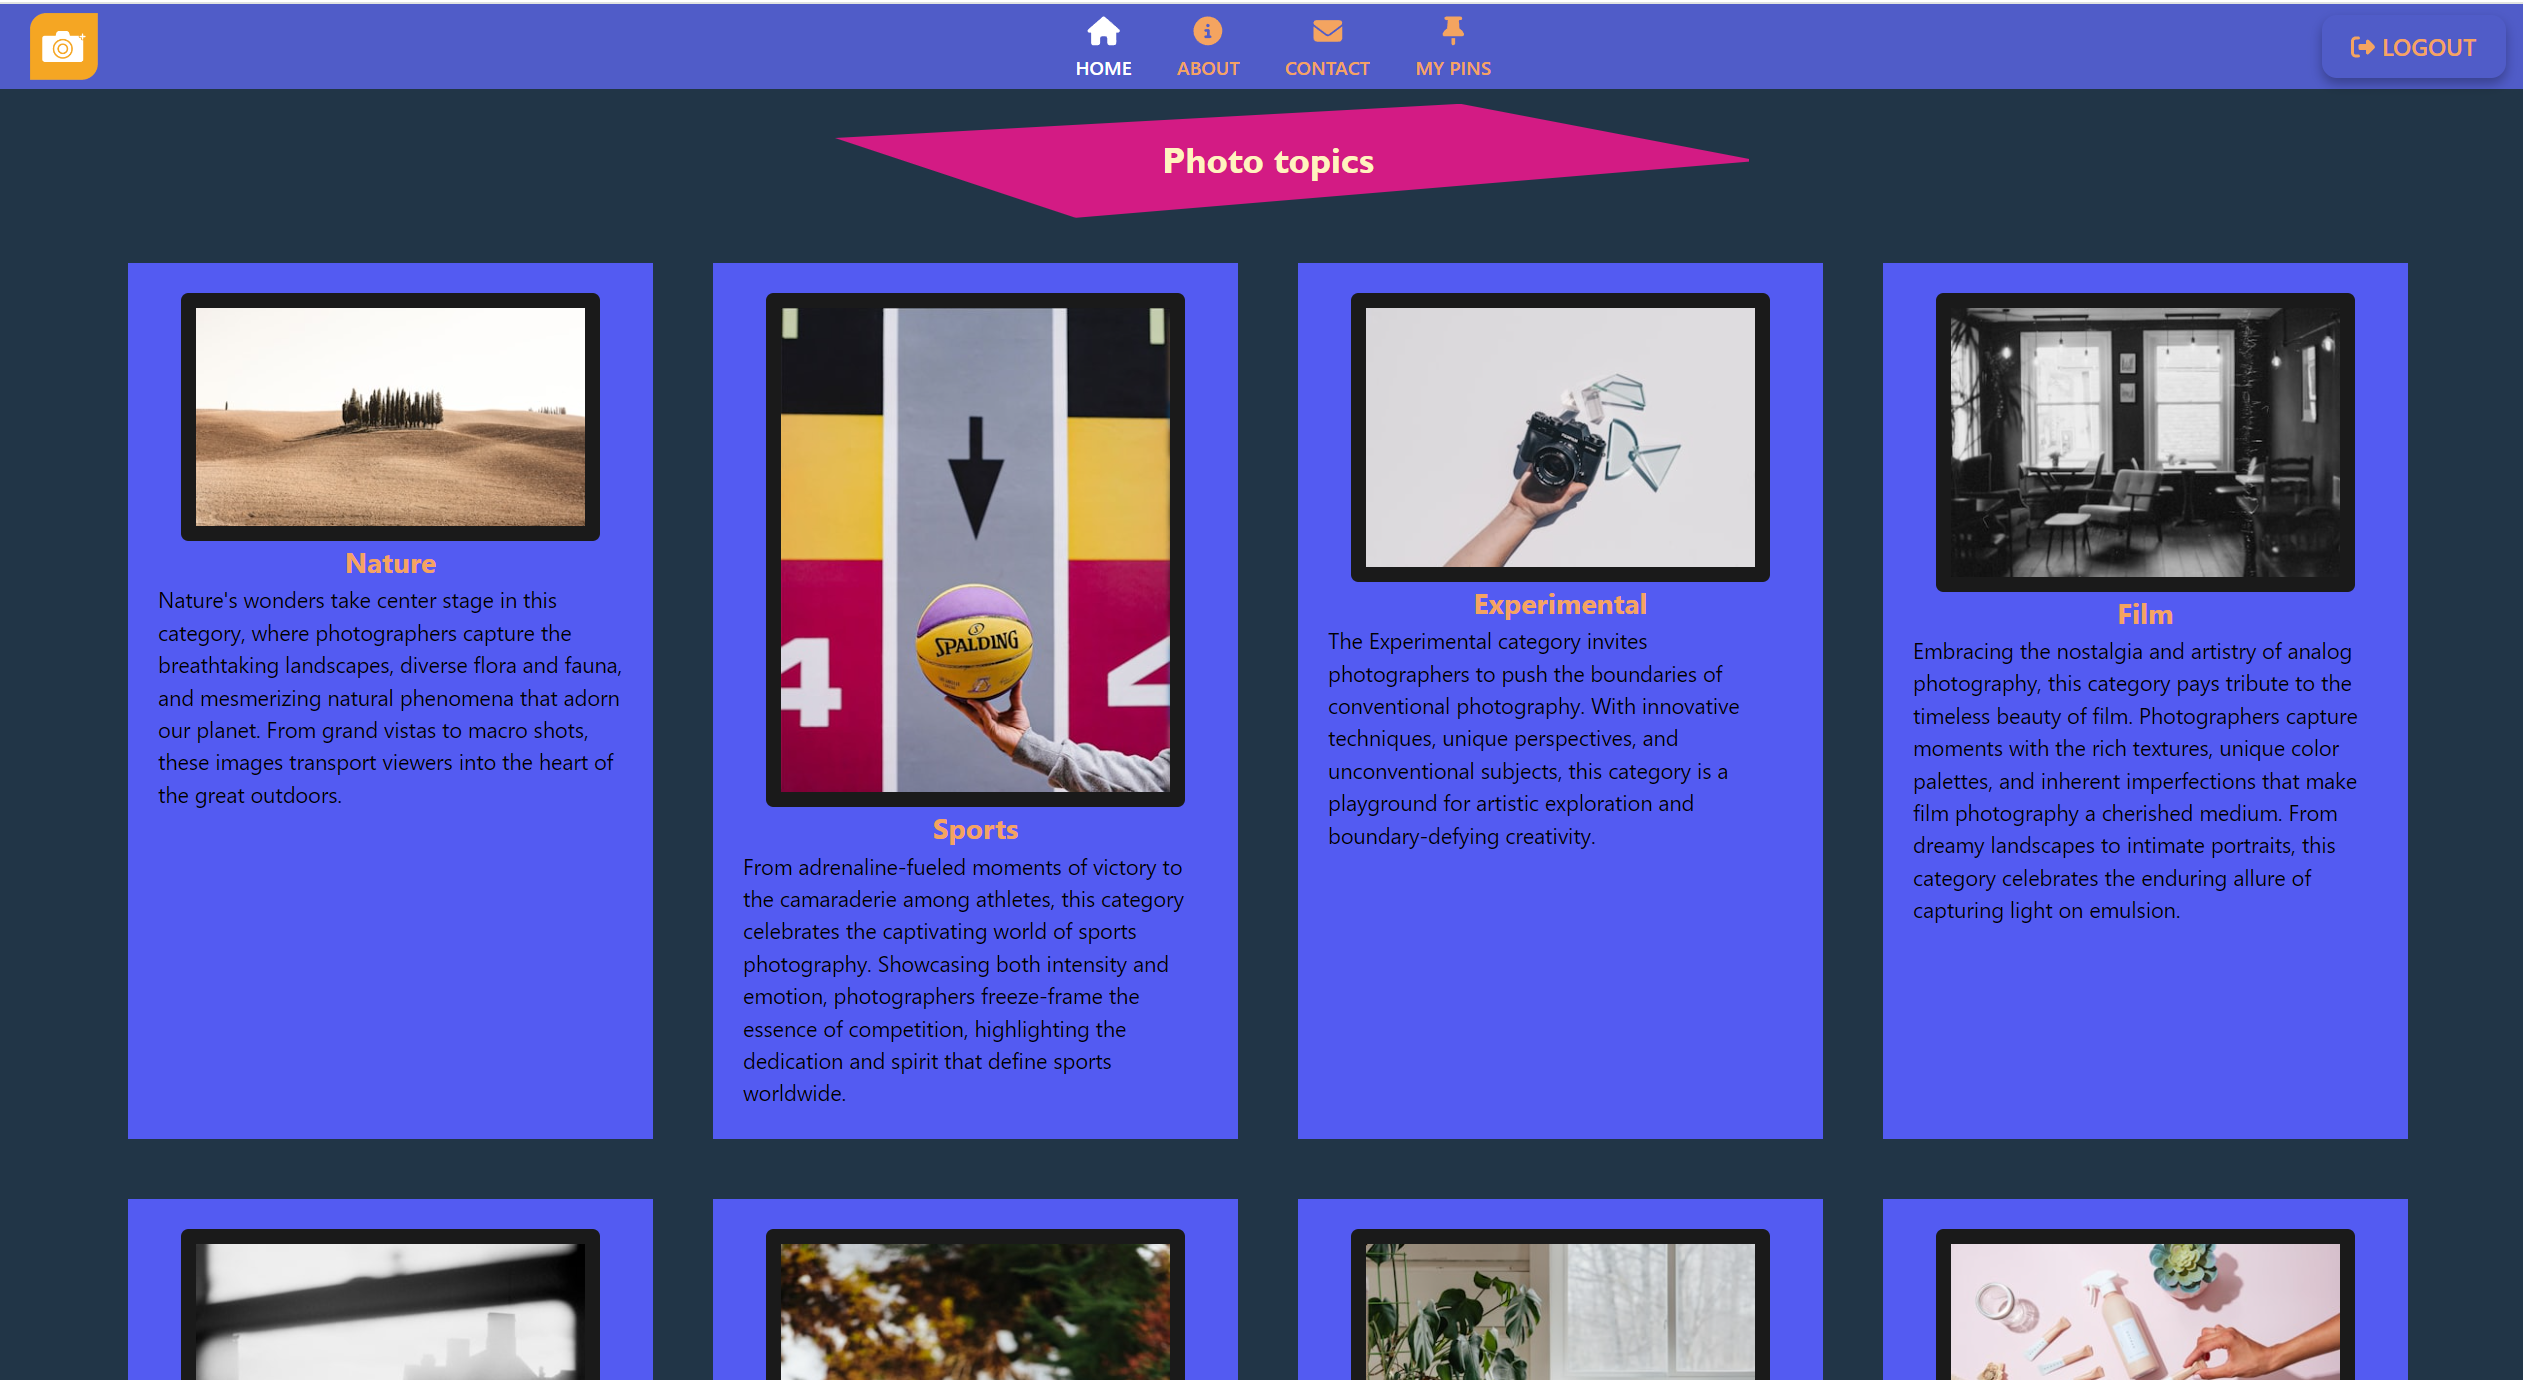 HOME
ABOUT
CONTACT
MY PINS
LOGOUT
Photo topics
Nature
Nature's wonders take center stage in this
category, where photographers capture the
breathtaking landscapes, diverse flora and fauna,
and mesmerizing natural phenomena that adorn
our planet. From grand vistas to macro shots,
these images transport viewers into the heart of
the great outdoors.
4
4
SPALDING
Sports
From adrenaline-fueled moments of victory to
the camaraderie among athletes, this category
celebrates the captivating world of sports
photography. Showcasing both intensity and
emotion, photographers freeze-frame the
essence of competition, highlighting the
dedication and spirit that define sports
worldwide.
Experimental
The Experimental category invites
photographers to push the boundaries of
conventional photography. With innovative
techniques, unique perspectives, and
unconventional subjects, this category is a
playground for artistic exploration and
boundary-defying creativity.
Film
Embracing the nostalgia and artistry of analog
photography, this category pays tribute to the
timeless beauty of film. Photographers capture
moments with the rich textures, unique color
palettes, and inherent imperfections that make
film photography a cherished medium. From
dreamy landscapes to intimate portraits, this
category celebrates the enduring allure of
capturing light on emulsion.